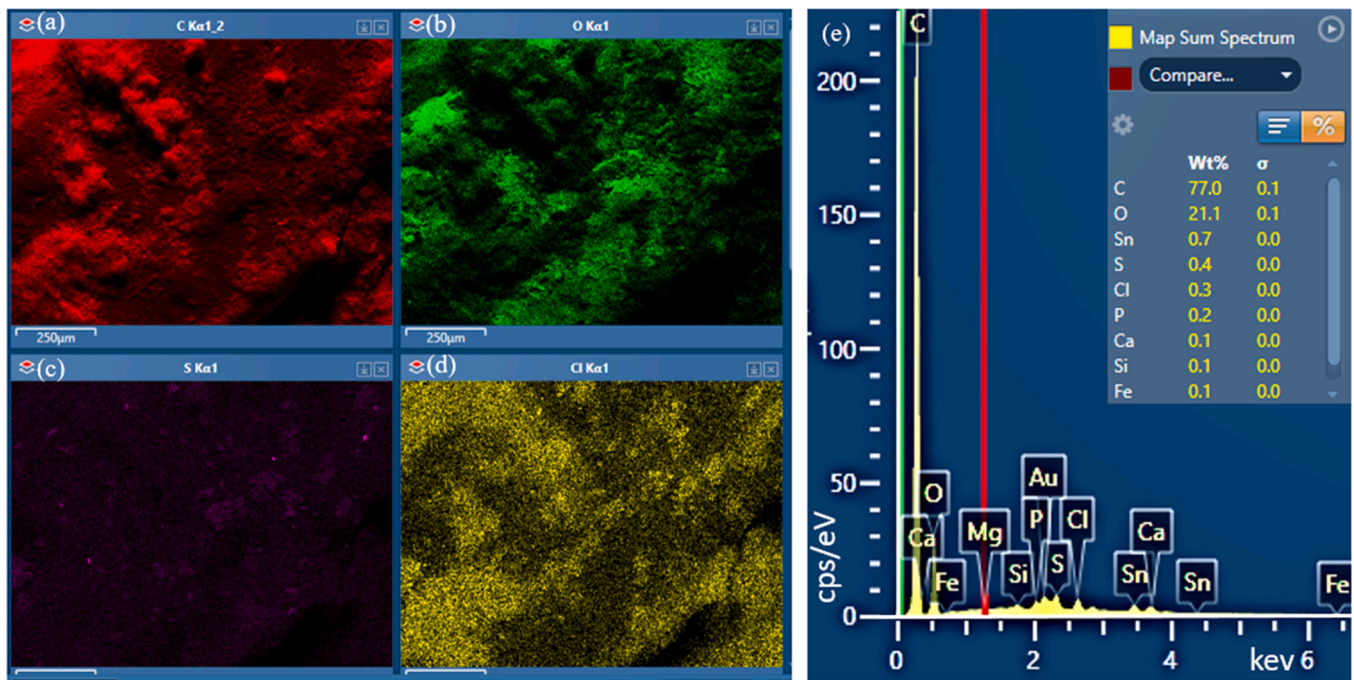 (a) C Kα1_2
250μm
(b) O Kα1
250μm
(c) S Kα1
(d) Cl Kα1
(e)
Map Sum Spectrum
Compare...
%
Wt% σ
C 77.0 0.1
O 21.1 0.1
Sn 0.7 0.0
S 0.4 0.0
Cl 0.3 0.0
P 0.2 0.0
Ca 0.1 0.0
Si 0.1 0.0
Fe 0.1 0.0
cps/eV
200
150
100
50
0
C
O
Ca
Fe
Mg
Si
P
Au
S
Cl
Sn
Ca
Sn
Fe
0 2 4 kev 6